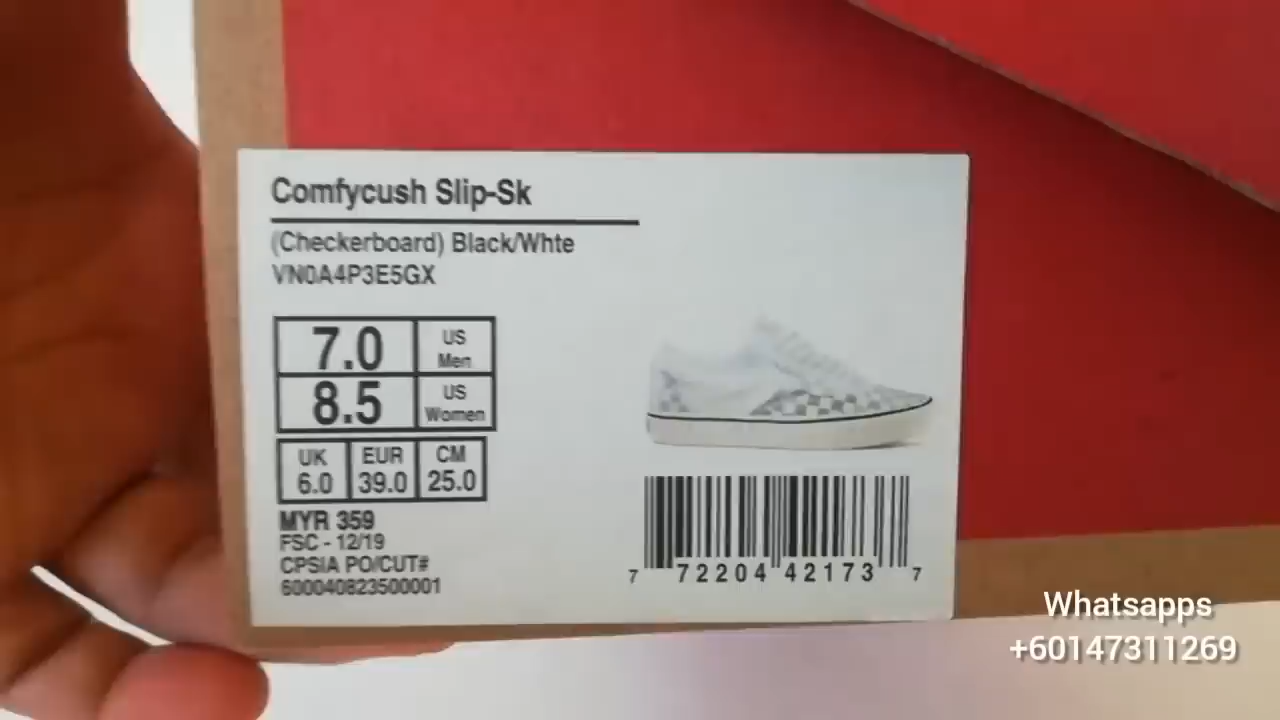 Comfycush Slip-Sk
(Checkerboard) Black/Whte
VN0A4P3E5GX
7.0 US Men
8.5 US Women
UK EUR CM
6.0 39.0 25.0
MYR 359
FSC - 12/19
CPSIA PO/CUT#
600040823500001
7 72204 42173 7
Whatsapps
+60147311269